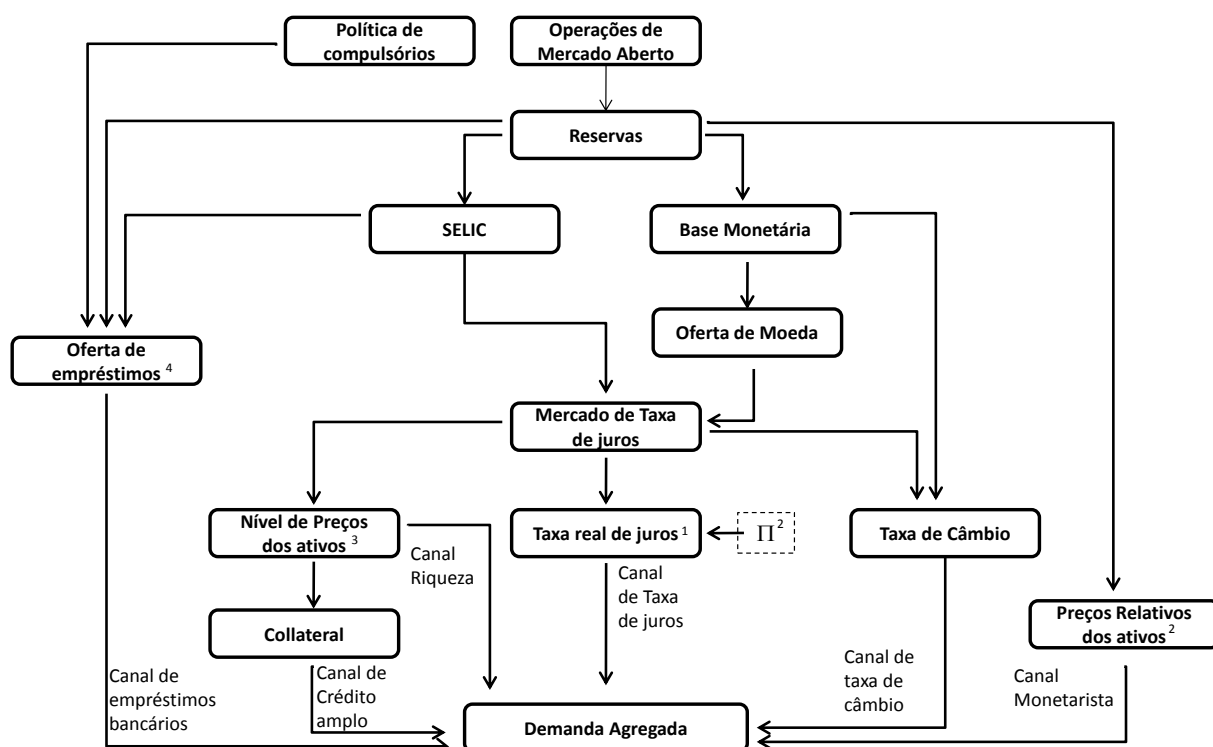 Política de
compulsórios
Operações de
Mercado Aberto
Reservas
SELIC
Base Monetária
Oferta de Moeda
Oferta de
empréstimos 4
Mercado de Taxa
de juros
Nível de Preços
dos ativos 3
Canal
Riqueza
Taxa real de juros 1
Π 2
Taxa de Câmbio
Canal
de Taxa
de juros
Collateral
Preços Relativos
dos ativos 2
Canal de
empréstimos
bancários
Canal de
Crédito
amplo
Canal de
taxa de
câmbio
Canal
Monetarista
Demanda Agregada